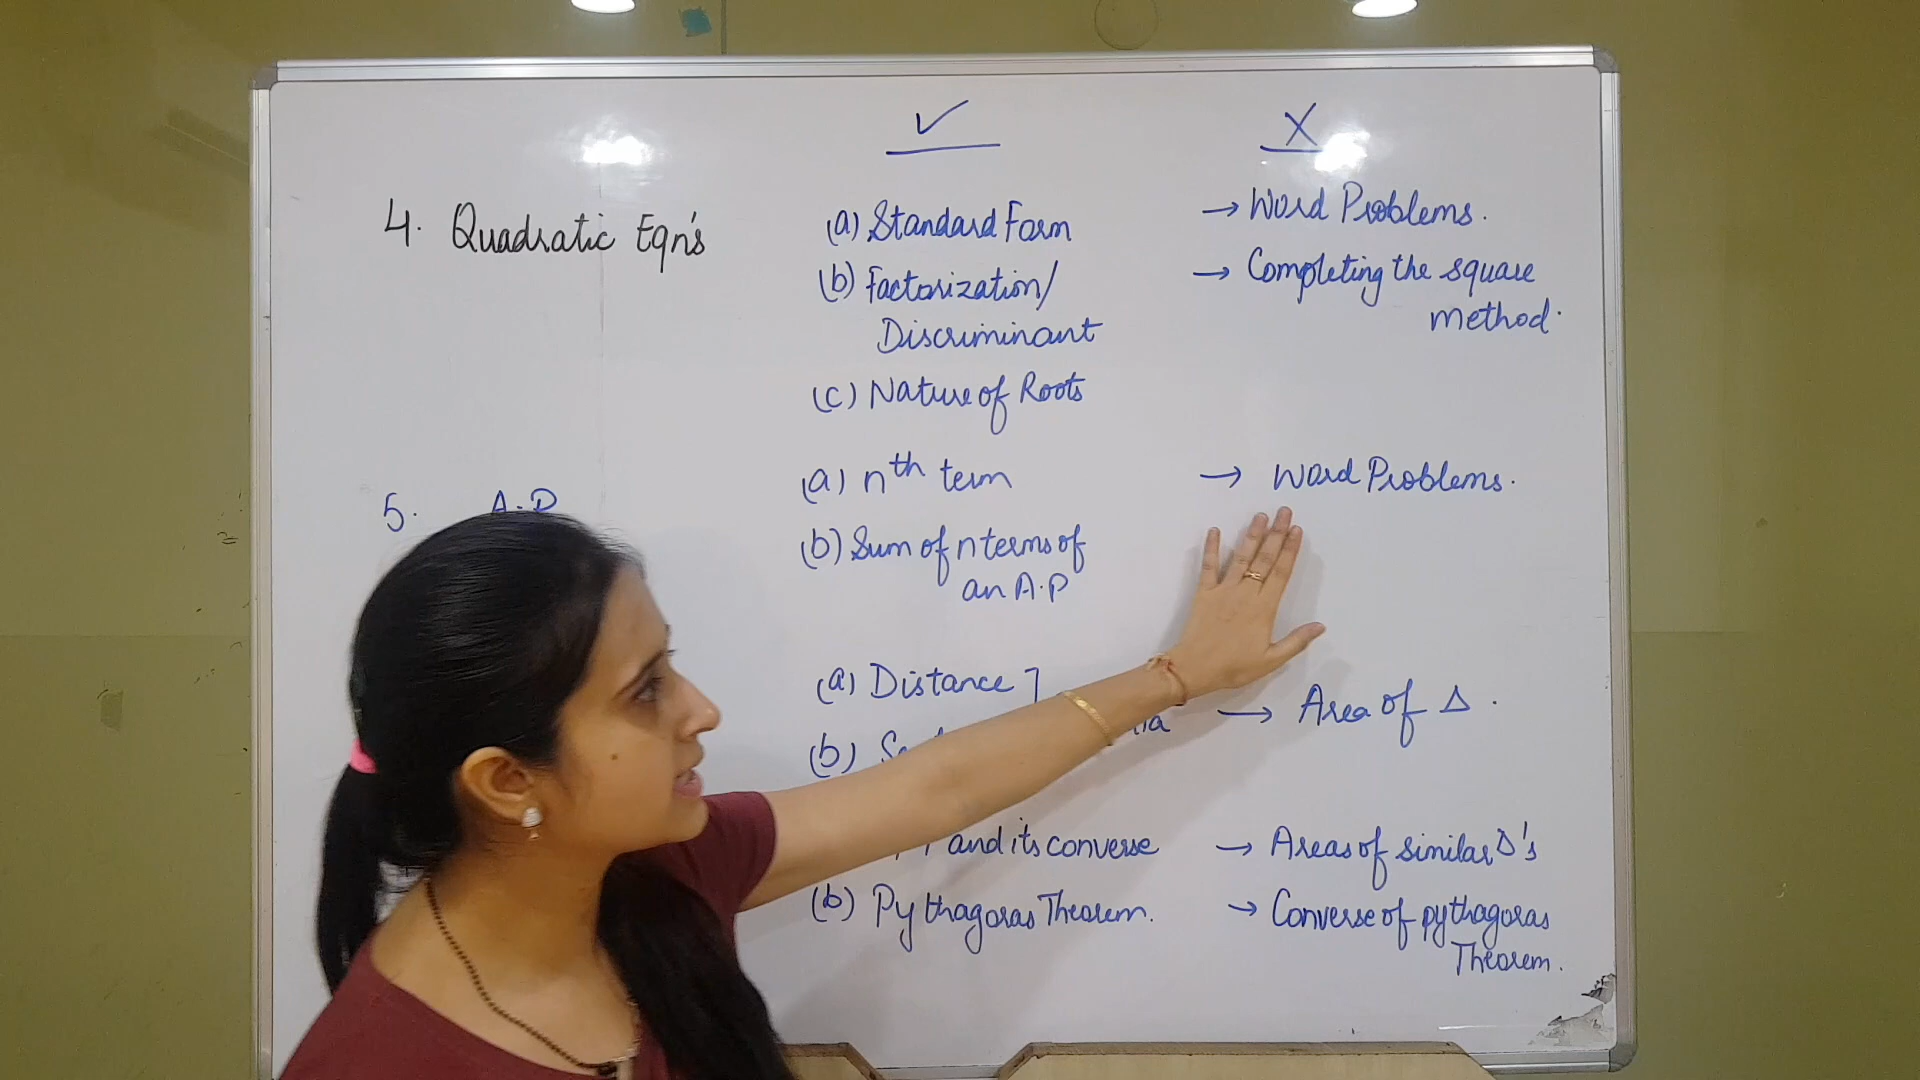 ✓ X
4. Quadratic Eqn's (a) Standard Form → Word Problems.
(b) Factorization/ → Completing the square
Discriminant method.
(c) Nature of Roots
5. A.P (a) nth term → Word Problems.
(b) Sum of n terms of
an A.P
(a) Distance ] → Area of Δ.
(b)
and its converse → Areas of similar Δ's
(b) Pythagoras Theorem. → Converse of pythagoras
Theorem.